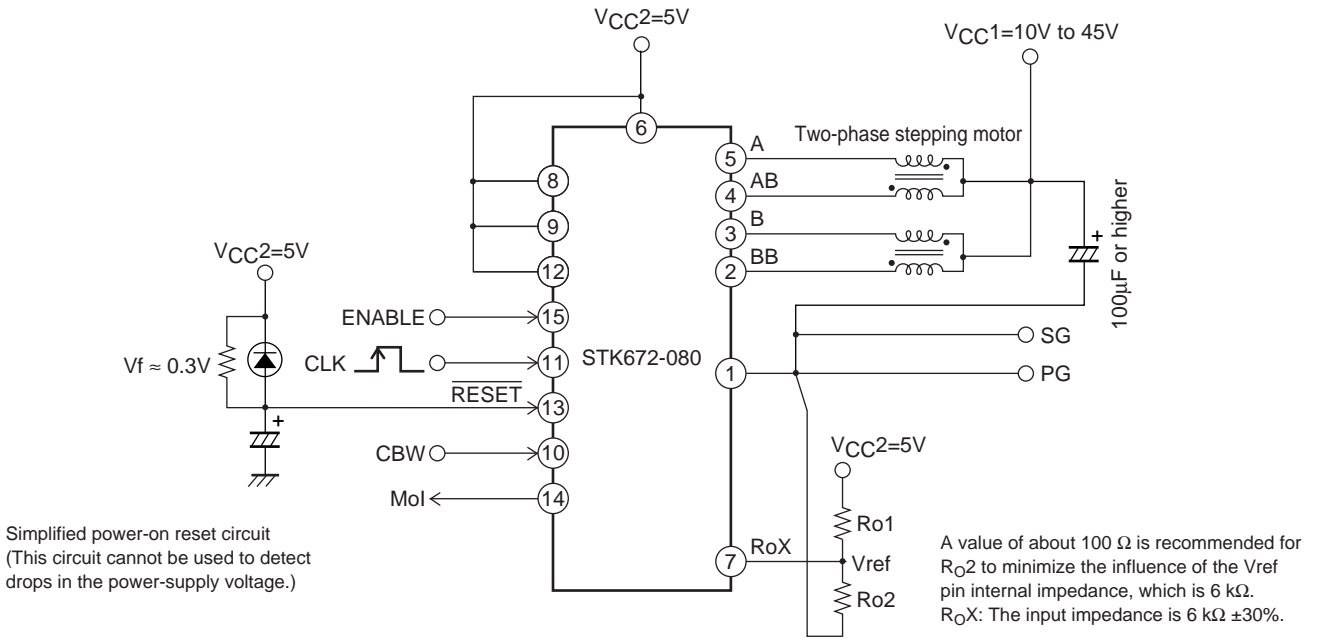 VCC2=5V
VCC1=10V to 45V
6
Two-phase stepping motor
5
A
8
4
AB
9
3
B
12
2
BB
+
100µF or higher
VCC2=5V
ENABLE
15
SG
Vf ≈ 0.3V
CLK
11
STK672-080
1
PG
RESET
13
+
CBW
10
VCC2=5V
MoI
14
Ro1
Simplified power-on reset circuit
(This circuit cannot be used to detect
drops in the power-supply voltage.)
7
RoX
Vref
Ro2
A value of about 100 Ω is recommended for
RO2 to minimize the influence of the Vref
pin internal impedance, which is 6 kΩ.
ROX: The input impedance is 6 kΩ ±30%.